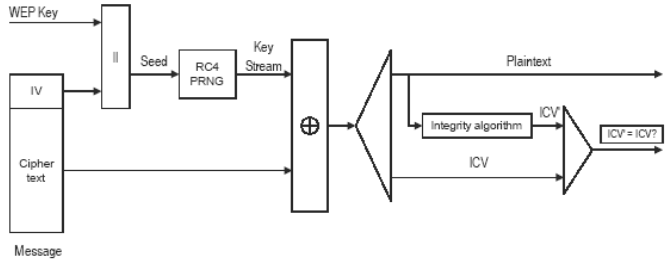 WEP Key
||
Seed
RC4
PRNG
Key
Stream
Plaintext
IV
Integrity algorithm
ICV'
ICV' = ICV?
Cipher
text
ICV
Message